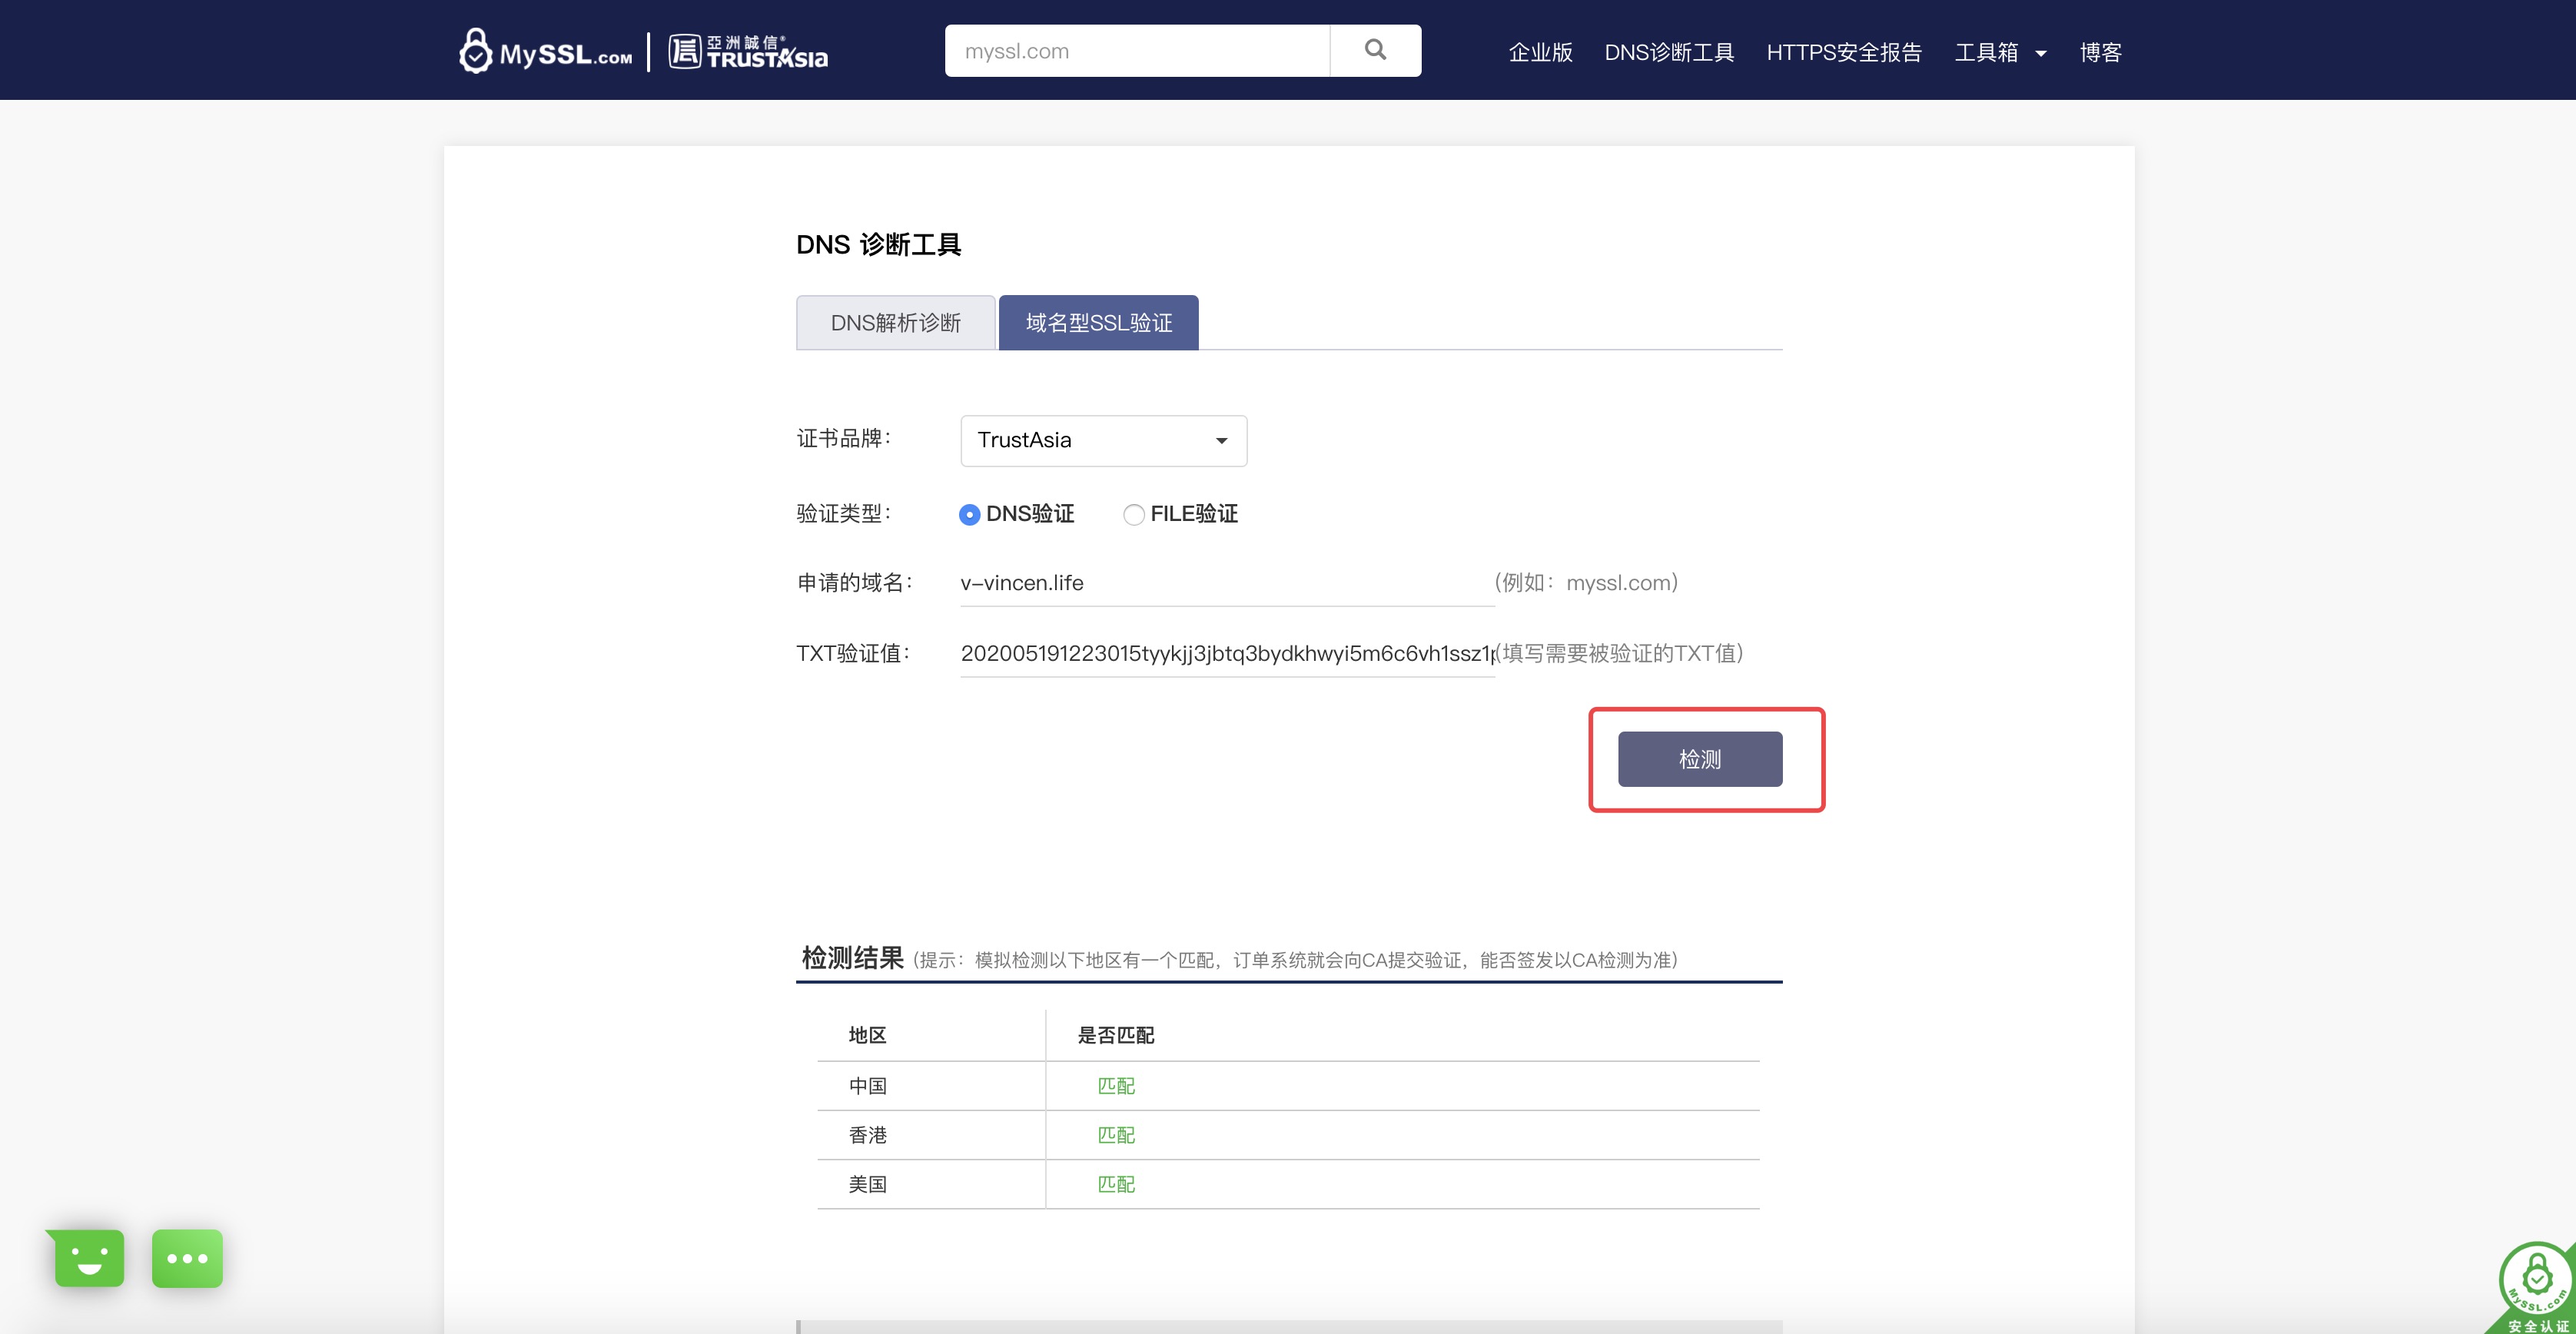 MySSL.COM
亞洲誠信®
TRUSTAsia
myssl.com
企业版 DNS诊断工具 HTTPS安全报告 工具箱 博客
DNS 诊断工具
DNS解析诊断 域名型SSL验证
证书品牌： TrustAsia
验证类型： DNS验证 FILE验证
申请的域名： v-vincen.life (例如：myssl.com)
TXT验证值： 202005191223015tyykjj3jbtq3bydkhwyi5m6c6vh1ssz1 (填写需要被验证的TXT值)
检测
检测结果 (提示：模拟检测以下地区有一个匹配，订单系统就会向CA提交验证，能否签发以CA检测为准)
地区 是否匹配
中国 匹配
香港 匹配
美国 匹配
MySSL.com
安全认证